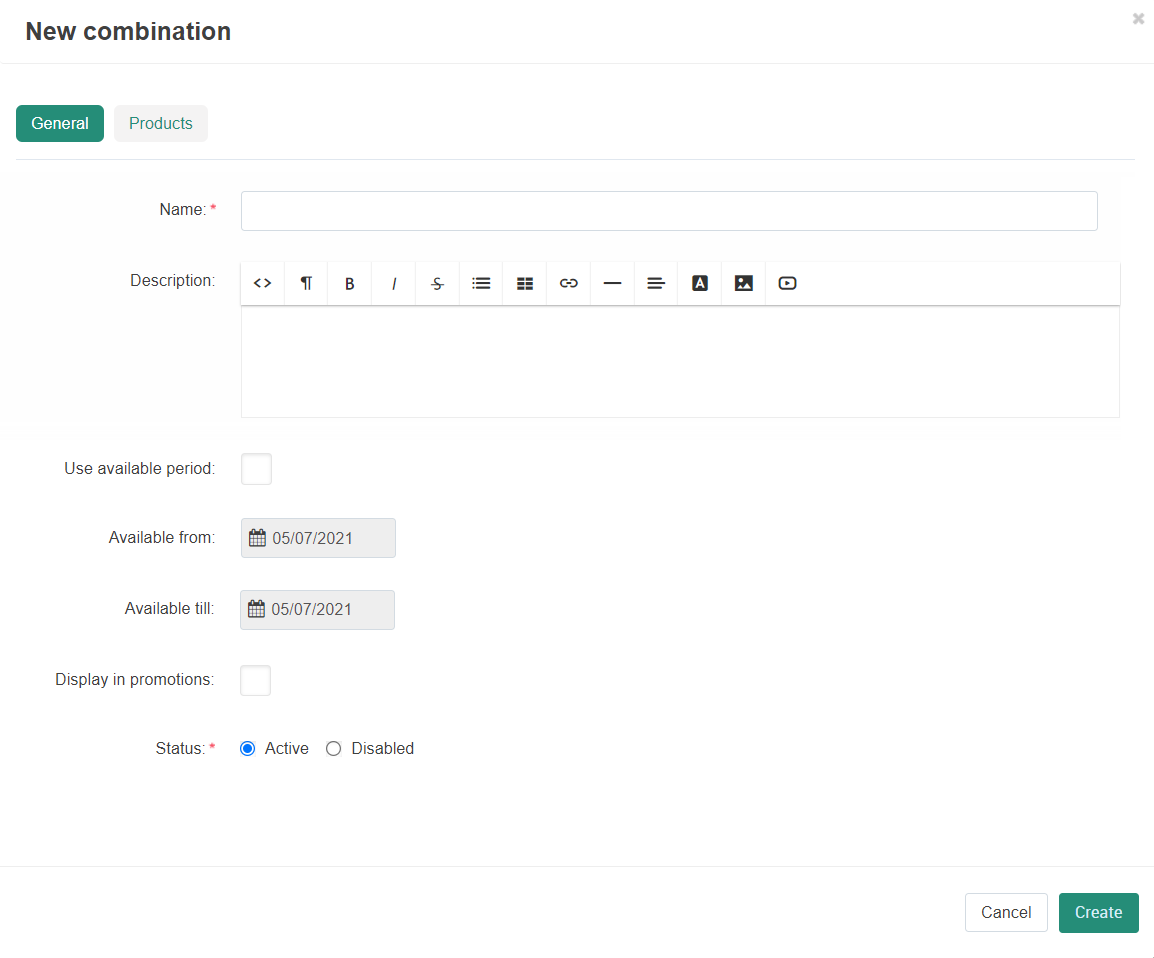 New combination
General Products
Name: *
Description:
Use available period:
Available from: 05/07/2021
Available till: 05/07/2021
Display in promotions:
Status: * Active Disabled
Cancel Create